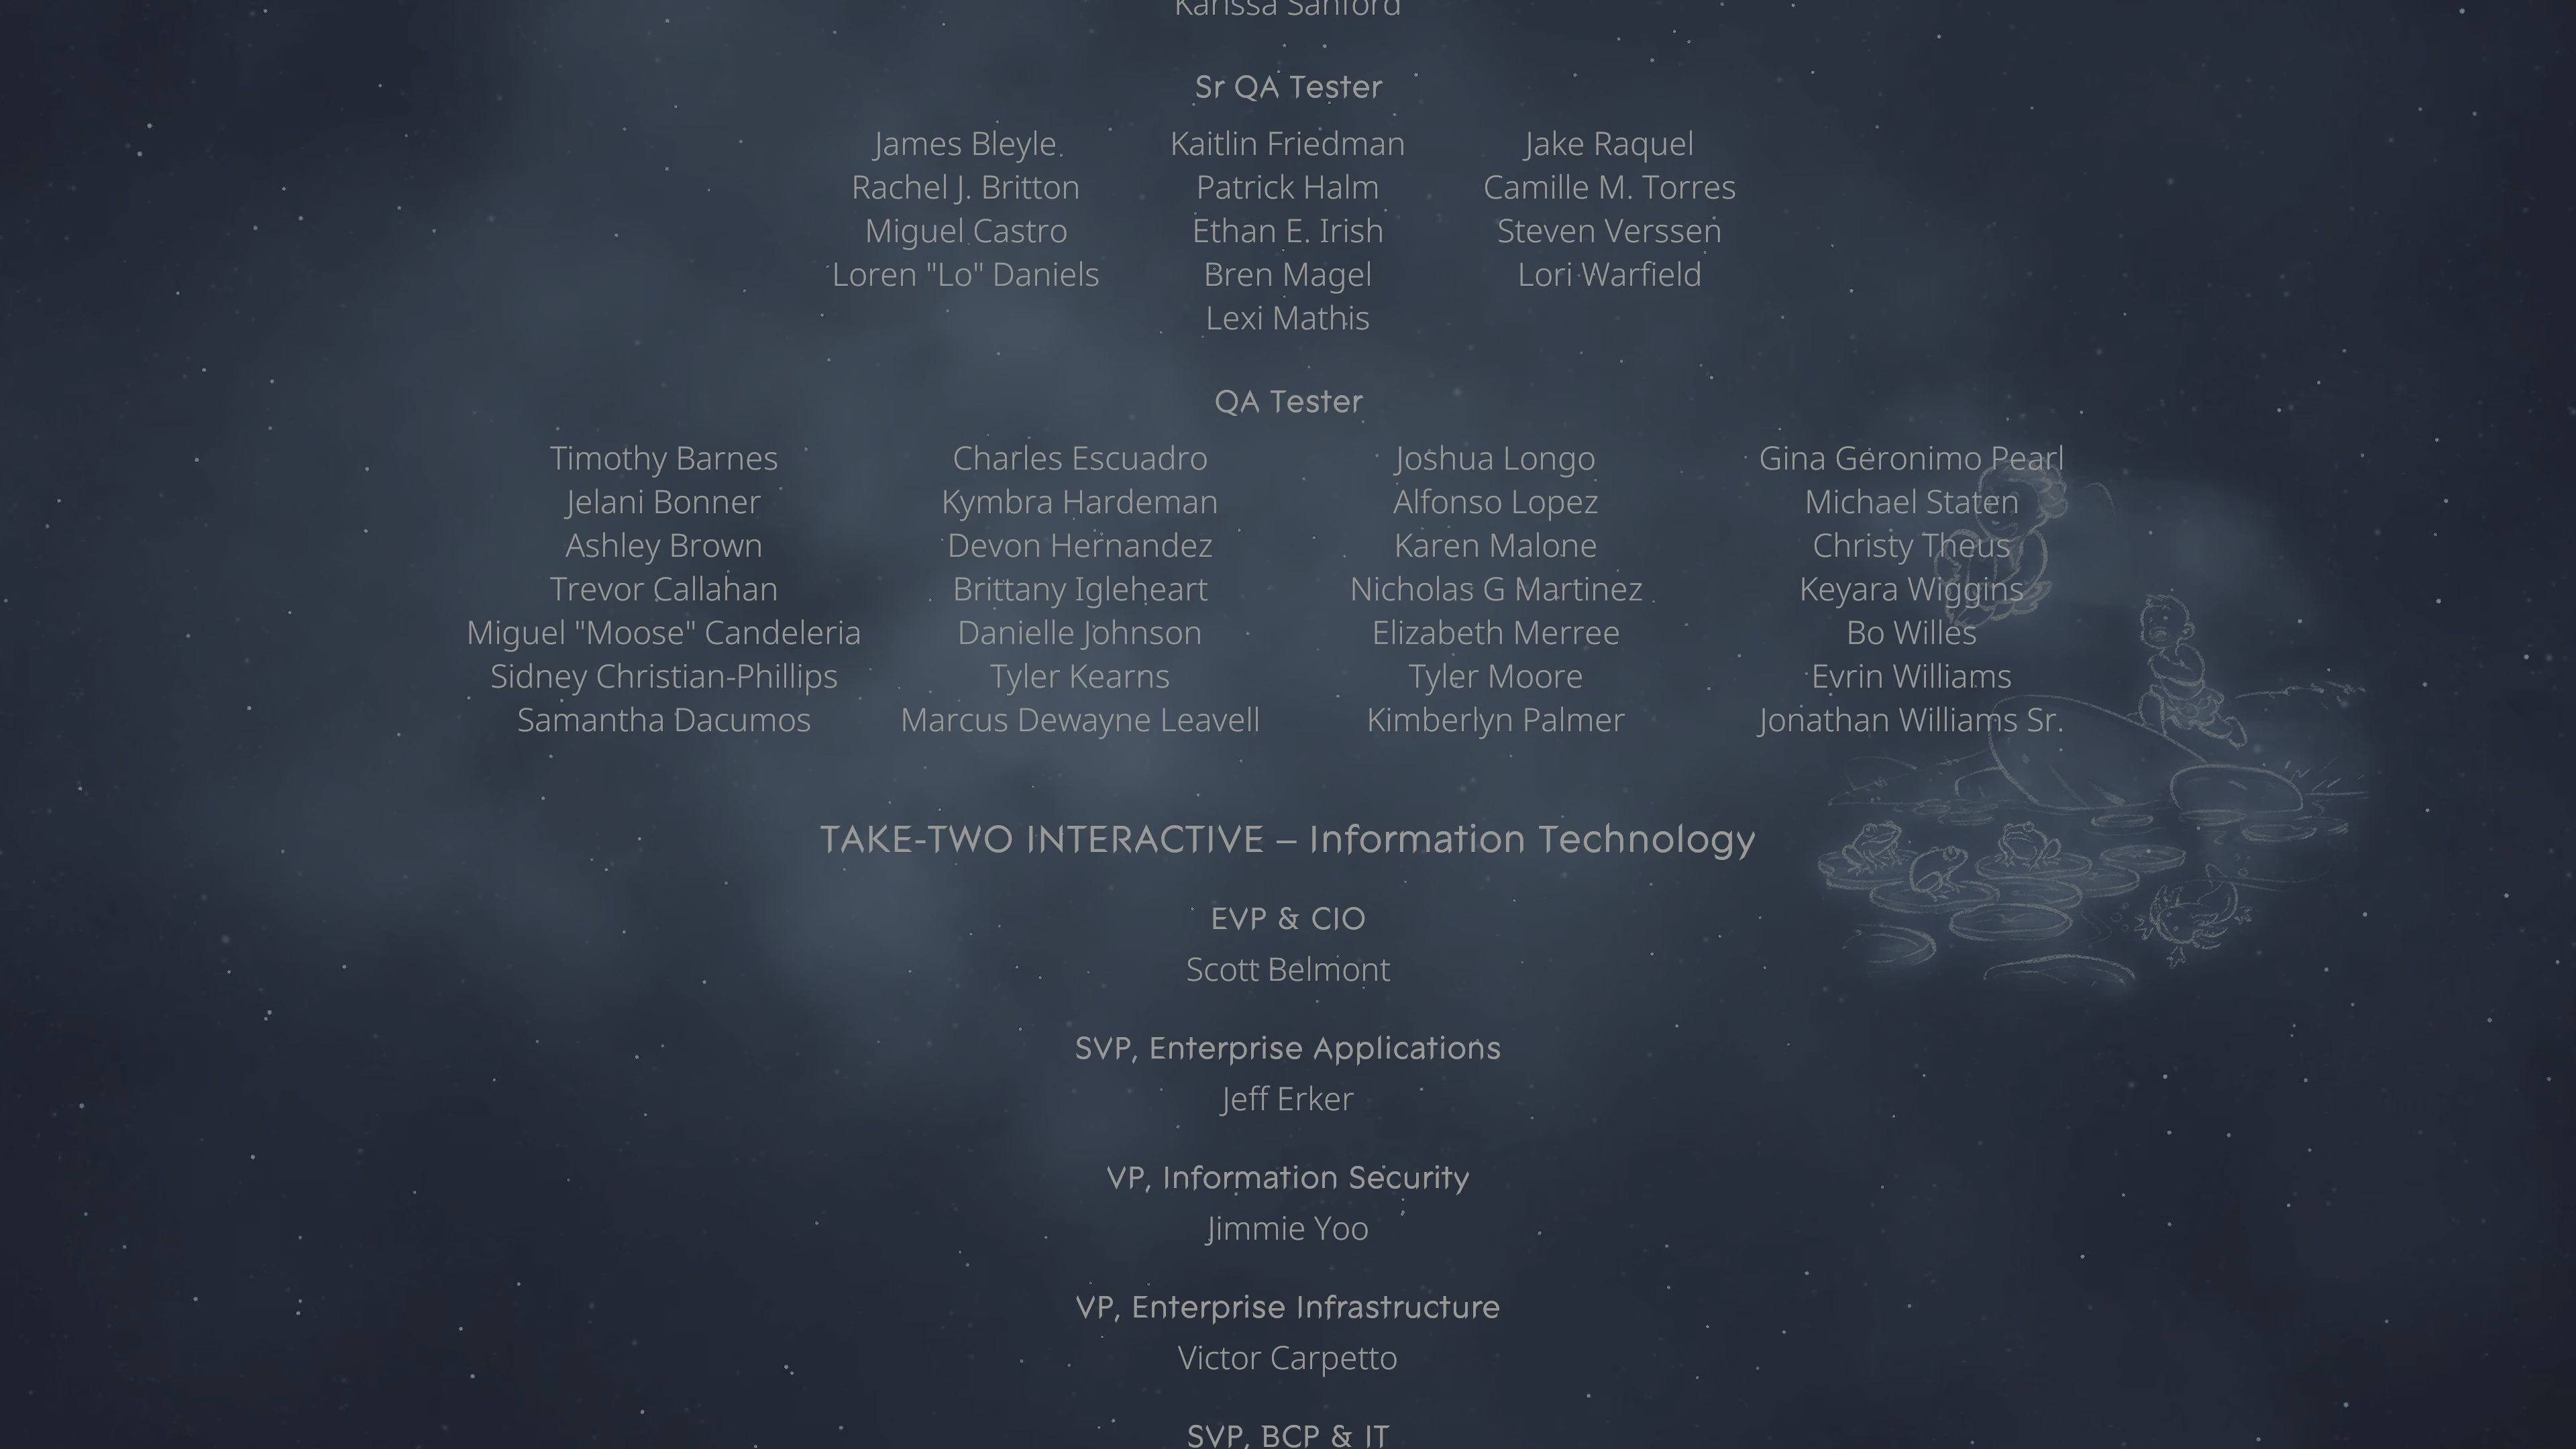 Karissa Sanford
Sr QA Tester
James Bleyle Kaitlin Friedman Jake Raquel
Rachel J. Britton Patrick Halm Camille M. Torres
Miguel Castro Ethan E. Irish Steven Verssen
Loren "Lo" Daniels Bren Magel Lori Warfield
Lexi Mathis
QA Tester
Timothy Barnes Charles Escuadro Joshua Longo Gina Geronimo Pearl
Jelani Bonner Kymbra Hardeman Alfonso Lopez Michael Staten
Ashley Brown Devon Hernandez Karen Malone Christy Theus
Trevor Callahan Brittany Igleheart Nicholas G Martinez Keyara Wiggins
Miguel "Moose" Candeleria Danielle Johnson Elizabeth Merree Bo Willes
Sidney Christian-Phillips Tyler Kearns Tyler Moore Evrin Williams
Samantha Dacumos Marcus Dewayne Leavell Kimberlyn Palmer Jonathan Williams Sr.
TAKE-TWO INTERACTIVE – Information Technology
EVP & CIO
Scott Belmont
SVP, Enterprise Applications
Jeff Erker
VP, Information Security
Jimmie Yoo
VP, Enterprise Infrastructure
Victor Carpetto
SVP, BCP & IT